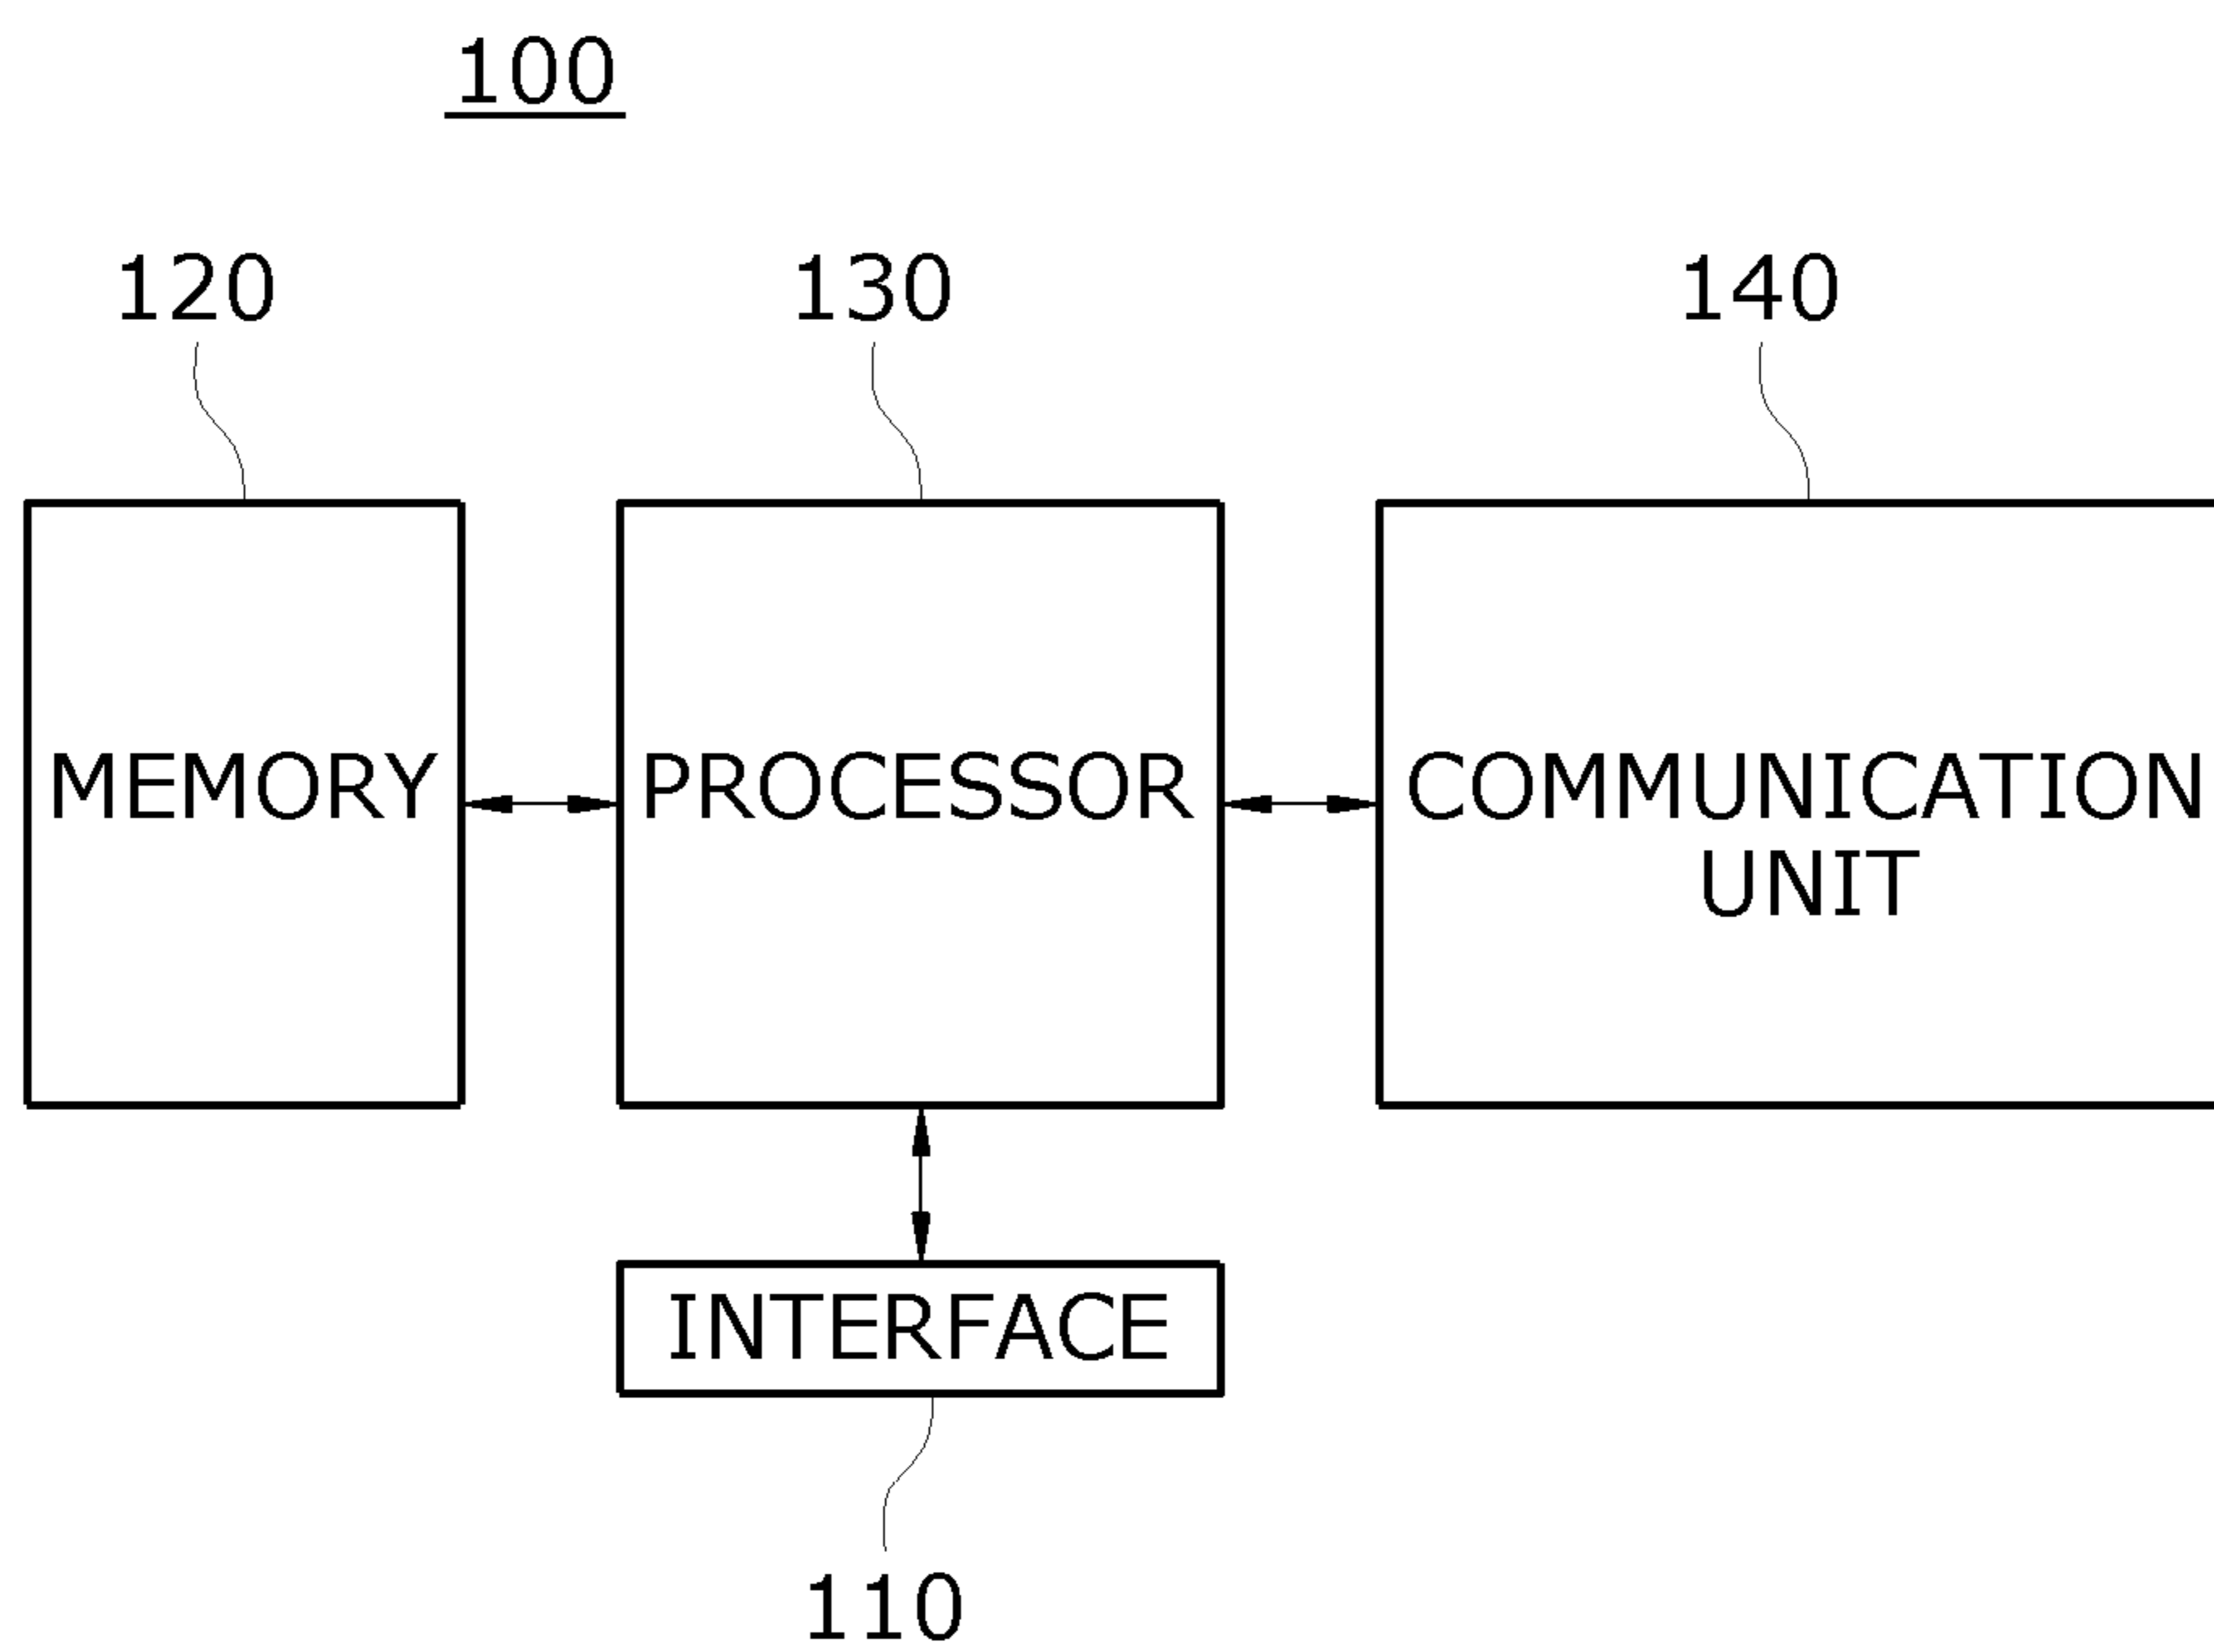 100
120
130
140
MEMORY
PROCESSOR
COMMUNICATION
UNIT
INTERFACE
110